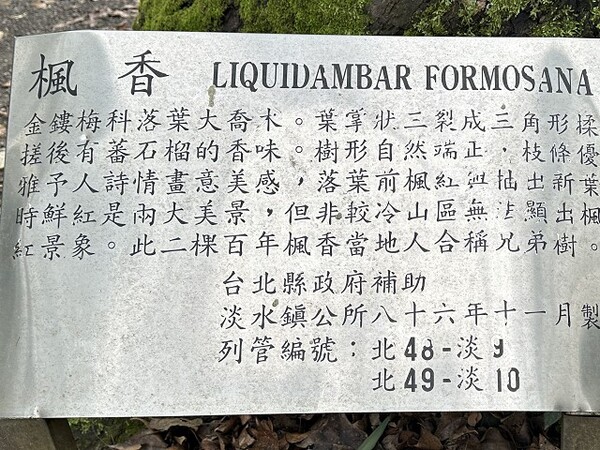 楓香 LIQUIDAMBAR FORMOSANA
金鏤梅科落葉大喬木。葉掌狀三裂成三角形揉
搓後有蕃石榴的香味。樹形自然端正,枝條優
雅予人詩情畫意美感,落葉前楓紅與抽出新葉
時鮮紅是兩大美景,但非較冷山區無法顯出楓
紅景象。此二棵百年楓香當地人合稱兄弟樹。
台北縣政府補助
淡水鎮公所八十六年十一月製
列管編號:北48-淡9
北49-淡10